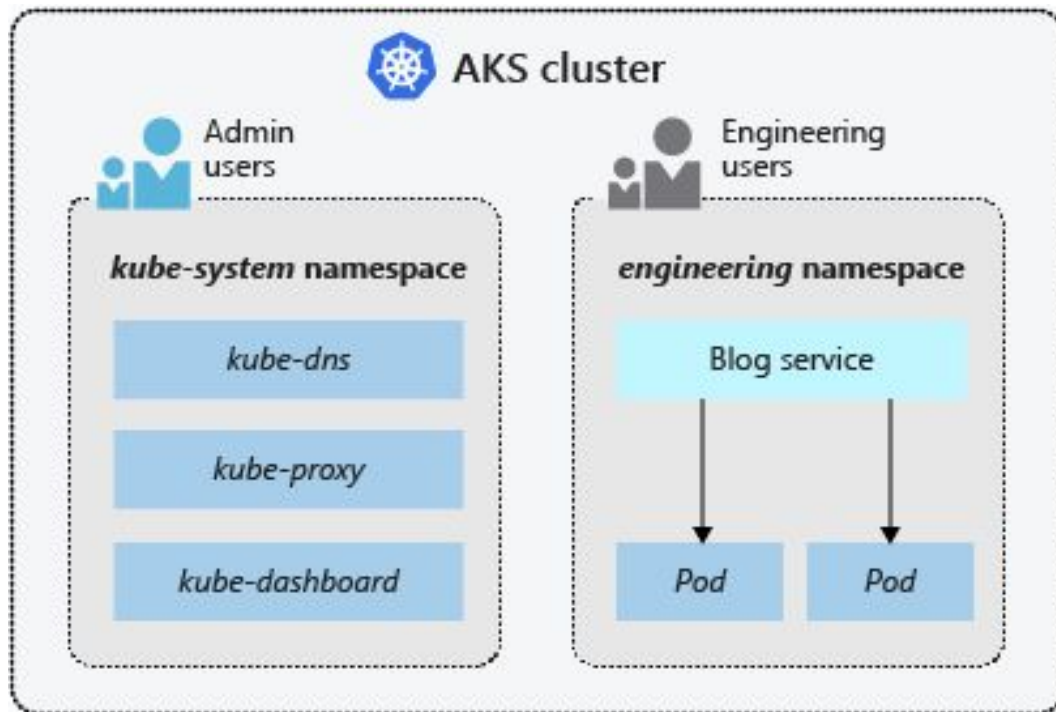 AKS cluster
Admin
users
kube-system namespace
kube-dns
kube-proxy
kube-dashboard
Engineering
users
engineering namespace
Blog service
Pod
Pod